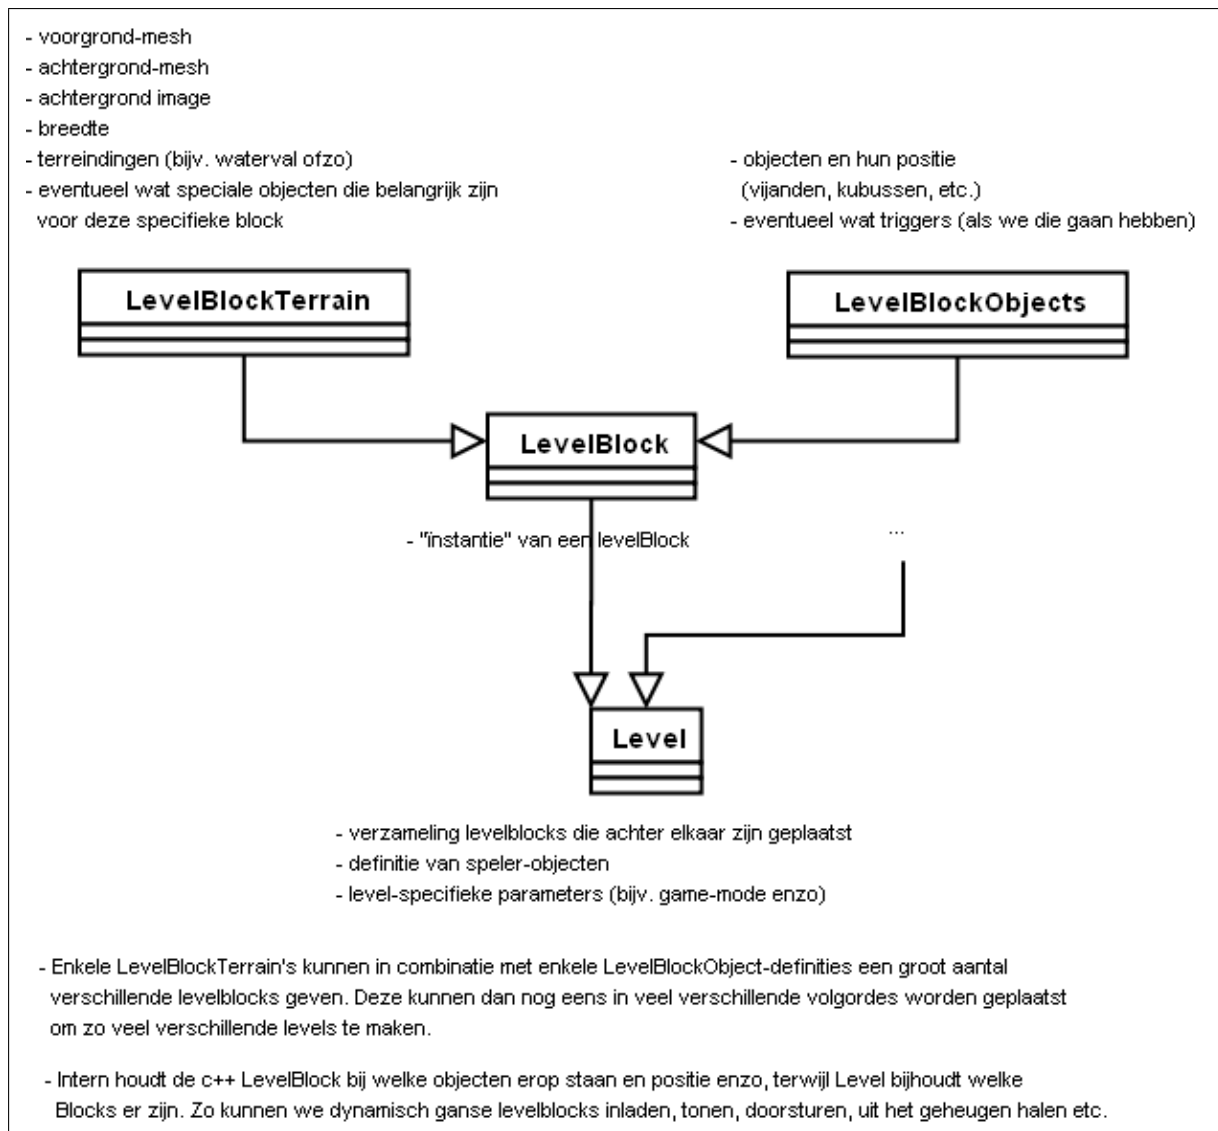 - voorgrond-mesh
- achtergrond-mesh
- achtergrond image
- breedte
- terreindingen (bijv. waterval ofzo)
- eventueel wat speciale objecten die belangrijk zijn
voor deze specifieke block
- objecten en hun positie
(vijanden, kubussen, etc.)
- eventueel wat triggers (als we die gaan hebben)
LevelBlockTerrain
LevelBlockObjects
LevelBlock
- "instantie" van een levelBlock
...
Level
- verzameling levelblocks die achter elkaar zijn geplaatst
- definitie van speler-objecten
- level-specifieke parameters (bijv. game-mode enzo)
- Enkele LevelBlockTerrain's kunnen in combinatie met enkele LevelBlockObject-definities een groot aantal
verschillende levelblocks geven. Deze kunnen dan nog eens in veel verschillende volgordes worden geplaatst
om zo veel verschillende levels te maken.
- Intern houdt de c++ LevelBlock bij welke objecten erop staan en positie enzo, terwijl Level bijhoudt welke
Blocks er zijn. Zo kunnen we dynamisch ganse levelblocks inladen, tonen, doorsturen, uit het geheugen halen etc.